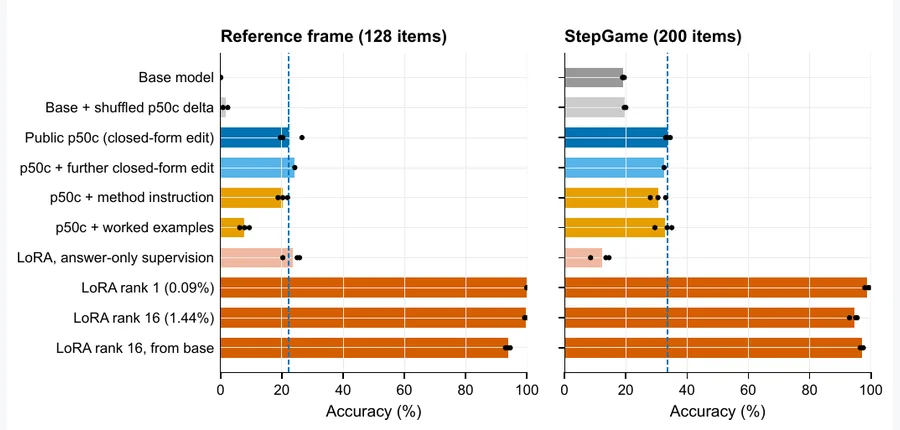 Reference frame (128 items)
StepGame (200 items)
Base model
Base + shuffled p50c delta
Public p50c (closed-form edit)
p50c + further closed-form edit
p50c + method instruction
p50c + worked examples
LoRA, answer-only supervision
LoRA rank 1 (0.09%)
LoRA rank 16 (1.44%)
LoRA rank 16, from base
0 20 40 60 80 100
0 20 40 60 80 100
Accuracy (%)
Accuracy (%)